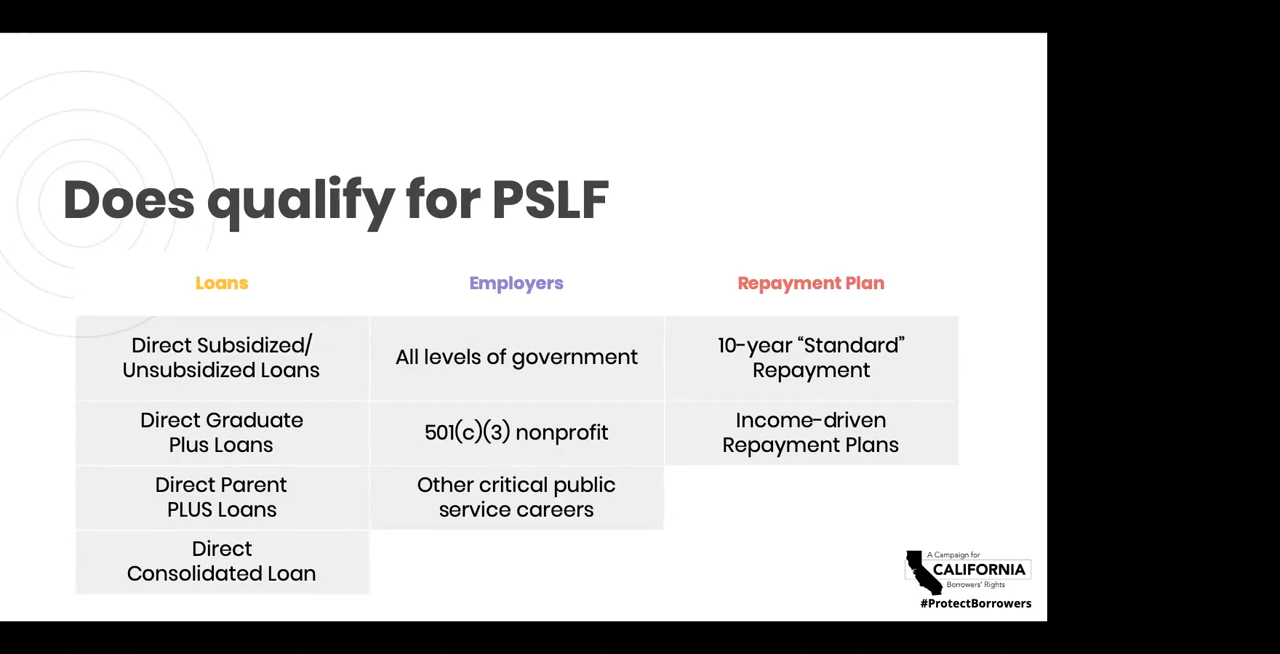 Does qualify for PSLF
Loans
Employers
Repayment Plan
Direct Subsidized/
Unsubsidized Loans
All levels of government
10-year “Standard”
Repayment
Direct Graduate
Plus Loans
501(c)(3) nonprofit
Income-driven
Repayment Plans
Direct Parent
PLUS Loans
Other critical public
service careers
Direct
Consolidated Loan
A Campaign for
CALIFORNIA
Borrowers' Rights
#ProtectBorrowers